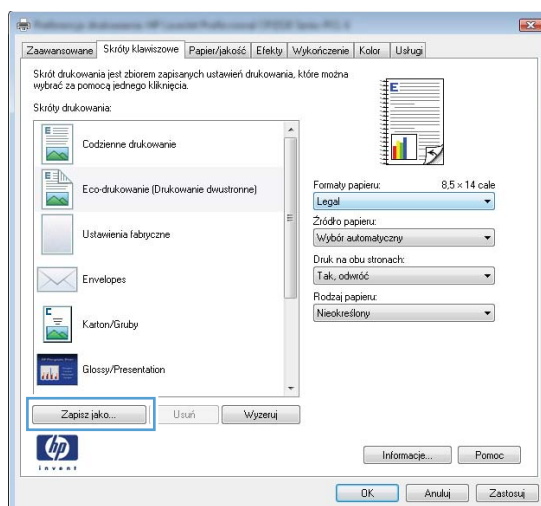 Zaawansowane Skróty klawiszowe Papier/jakość Efekty Wykończenie Kolor Usługi
Skrót drukowania jest zbiorem zapisanych ustawień drukowania, które można
wybrać za pomocą jednego kliknięcia.
Skróty drukowania:
E
Codzienne drukowanie
Eco-drukowanie (Drukowanie dwustronne)
Ustawienia fabryczne
Envelopes
Karton/Gruby
Glossy/Presentation
Zapisz jako...
Usuń
Wyzeruj
E
Formaty papieru: 8,5 × 14 cale
Legal
Źródło papieru:
Wybór automatyczny
Druk na obu stronach:
Tak, odwróć
Rodzaj papieru:
Nieokreślony
hp
invent
Informacje... Pomoc
OK Anuluj Zastosuj